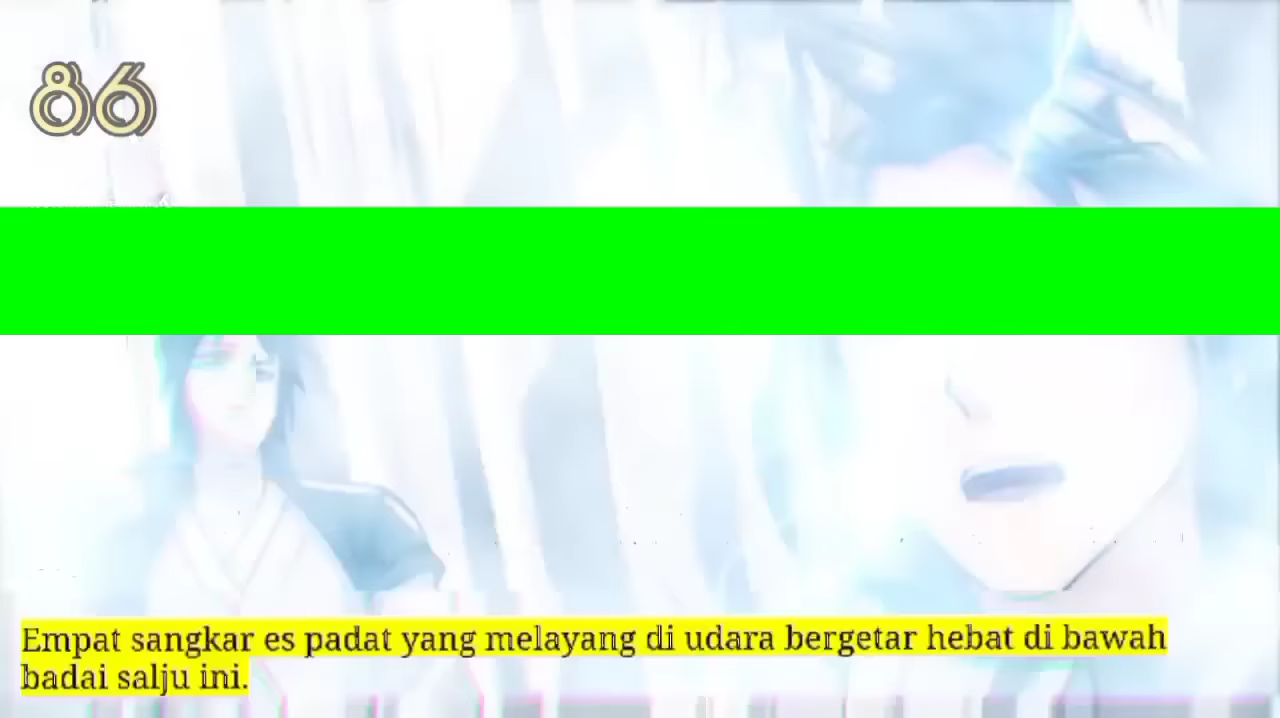 86
Empat sangkar es padat yang melayang di udara bergetar hebat di bawah
badai salju ini.